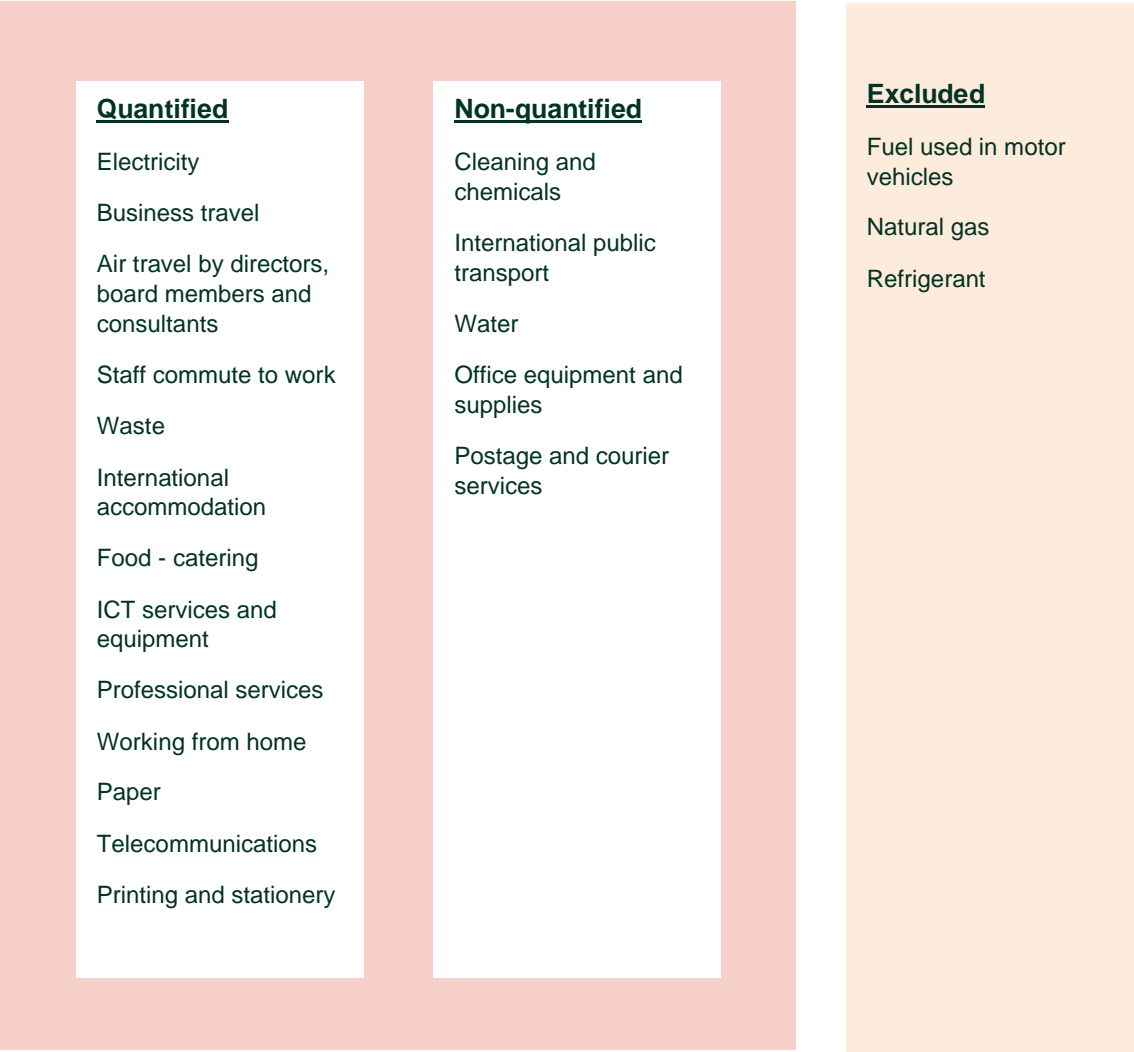 Quantified
Electricity
Business travel
Air travel by directors,
board members and
consultants
Staff commute to work
Waste
International
accommodation
Food - catering
ICT services and
equipment
Professional services
Working from home
Paper
Telecommunications
Printing and stationery
Non-quantified
Cleaning and
chemicals
International public
transport
Water
Office equipment and
supplies
Postage and courier
services
Excluded
Fuel used in motor
vehicles
Natural gas
Refrigerant